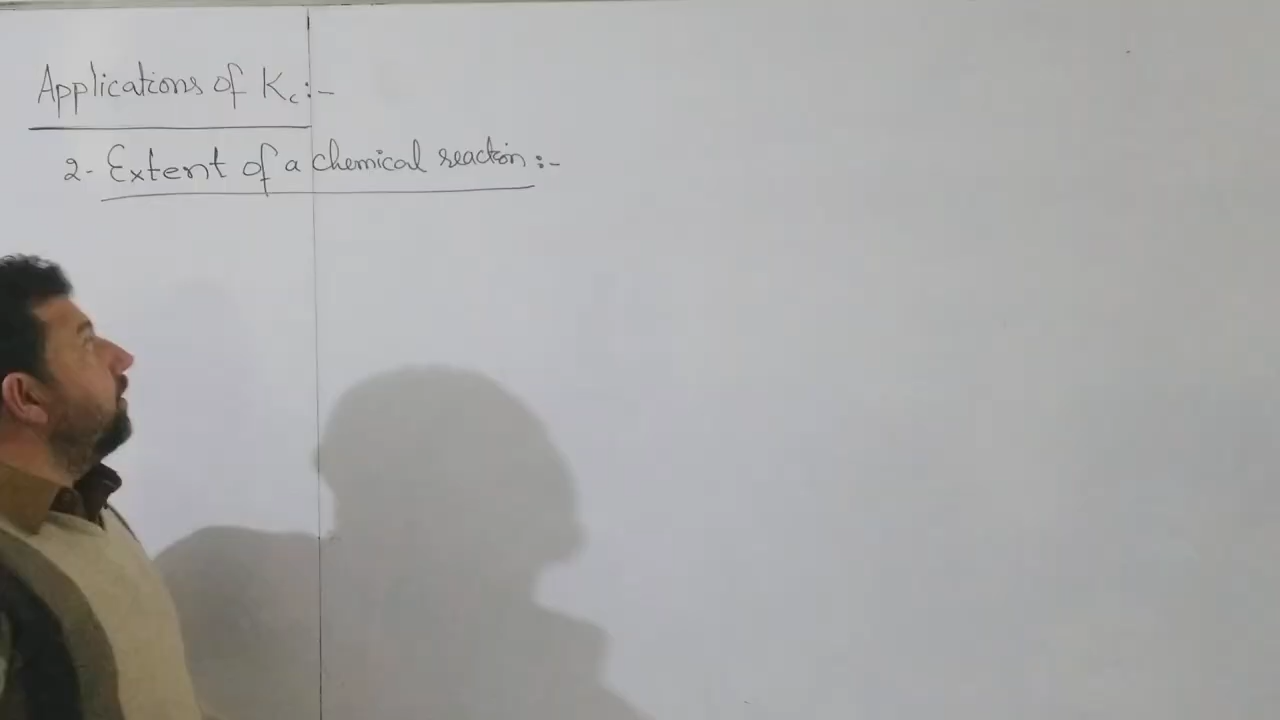 Applications of Kc:-
2- Extent of a chemical reaction:-